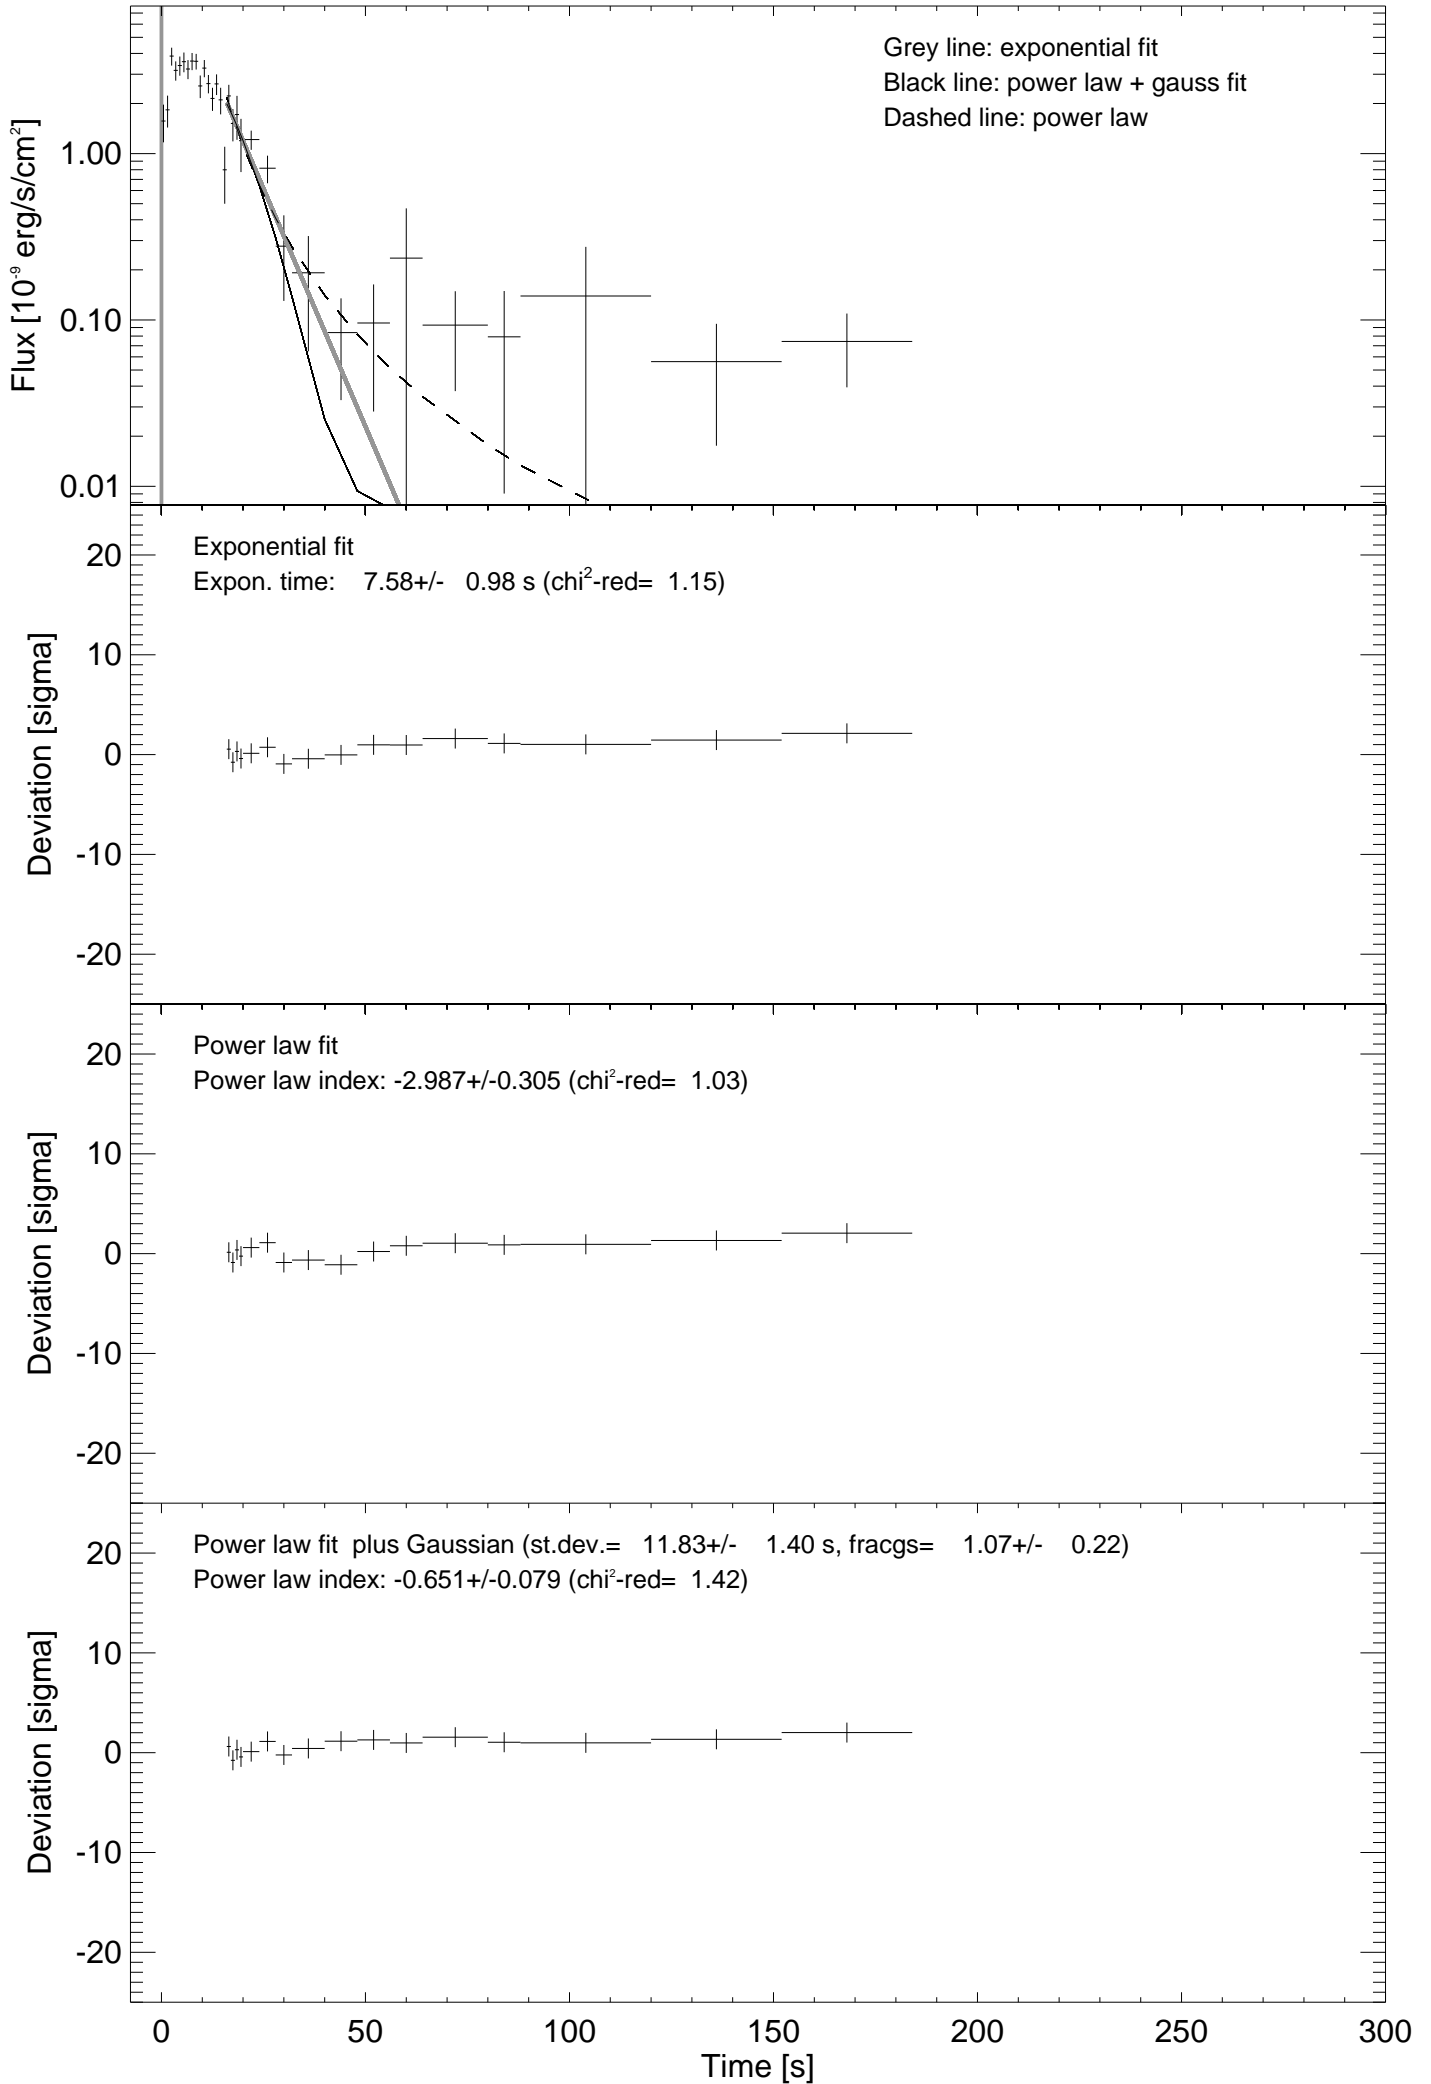 Grey line: exponential fit
Black line: power law + gauss fit
Dashed line: power law
1.00
0.10
0.01
Flux [10⁻⁹ erg/s/cm²]
Exponential fit
Expon. time: 7.58+/- 0.98 s (chi²-red= 1.15)
20
10
0
-10
-20
Deviation [sigma]
Power law fit
Power law index: -2.987+/-0.305 (chi²-red= 1.03)
20
10
0
-10
-20
Deviation [sigma]
Power law fit plus Gaussian (st.dev.= 11.83+/- 1.40 s, fracgs= 1.07+/- 0.22)
Power law index: -0.651+/-0.079 (chi²-red= 1.42)
20
10
0
-10
-20
Deviation [sigma]
0 50 100 150 200 250 300
Time [s]